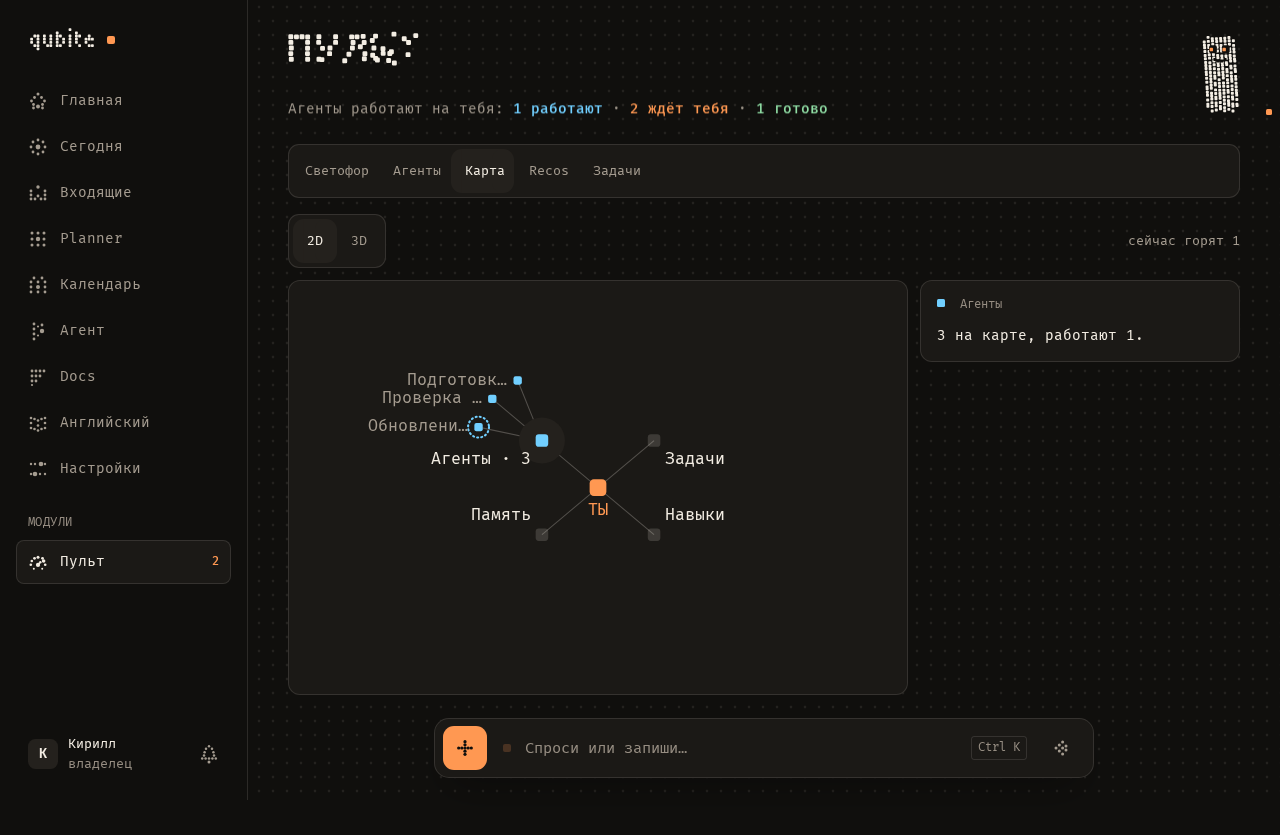 qubite
Главная
Сегодня
Входящие
Planner
Календарь
Агент
Docs
Английский
Настройки
МОДУЛИ
Пульт 2
К
Кирилл
владелец
Агенты работают на тебя: 1 работают · 2 ждёт тебя · 1 готово
Светофор Агенты Карта Recos Задачи
2D 3D
сейчас горят 1
Подготовк…
Проверка …
Обновлени…
Агенты · 3
Задачи
Память
ТЫ
Навыки
Агенты
3 на карте, работают 1.
Спроси или запиши…
Ctrl K